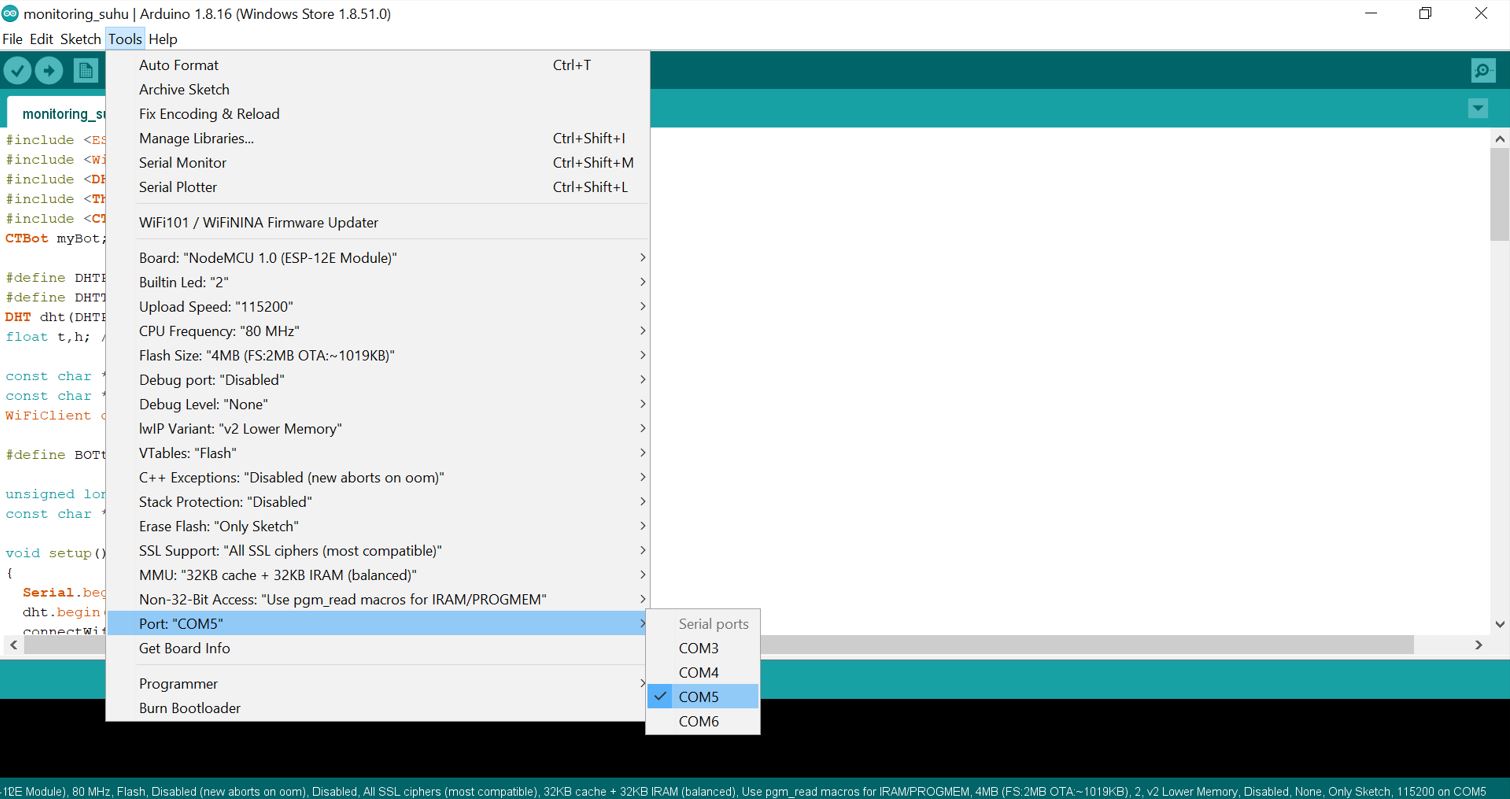 monitoring_suhu | Arduino 1.8.16 (Windows Store 1.8.51.0)
File Edit Sketch Tools Help
Auto Format Ctrl+T
Archive Sketch
Fix Encoding & Reload
Manage Libraries... Ctrl+Shift+I
Serial Monitor Ctrl+Shift+M
Serial Plotter Ctrl+Shift+L
WiFi101 / WiFiNINA Firmware Updater
Board: "NodeMCU 1.0 (ESP-12E Module)"
Builtin Led: "2"
Upload Speed: "115200"
CPU Frequency: "80 MHz"
Flash Size: "4MB (FS:2MB OTA:~1019KB)"
Debug port: "Disabled"
Debug Level: "None"
lwIP Variant: "v2 Lower Memory"
VTables: "Flash"
C++ Exceptions: "Disabled (new aborts on oom)"
Stack Protection: "Disabled"
Erase Flash: "Only Sketch"
SSL Support: "All SSL ciphers (most compatible)"
MMU: "32KB cache + 32KB IRAM (balanced)"
Non-32-Bit Access: "Use pgm_read macros for IRAM/PROGMEM"
Port: "COM5"
Get Board Info
Programmer
Burn Bootloader
Serial ports
COM3
COM4
COM5
COM6
monitoring_su
#include <ES
#include <Wi
#include <DH
#include <Th
#include <CT
CTBot myBot;
#define DHTP
#define DHTT
DHT dht(DHTP
float t,h; /
const char *
const char *
WiFiClient c
#define BOTt
unsigned lon
const char *
void setup()
{
Serial.beg
dht.begin(
connectWif
-12E Module), 80 MHz, Flash, Disabled (new aborts on oom), Disabled, All SSL ciphers (most compatible), 32KB cache + 32KB IRAM (balanced), Use pgm_read macros for IRAM/PROGMEM, 4MB (FS:2MB OTA:~1019KB), 2, v2 Lower Memory, Disabled, None, Only Sketch, 115200 on COM5